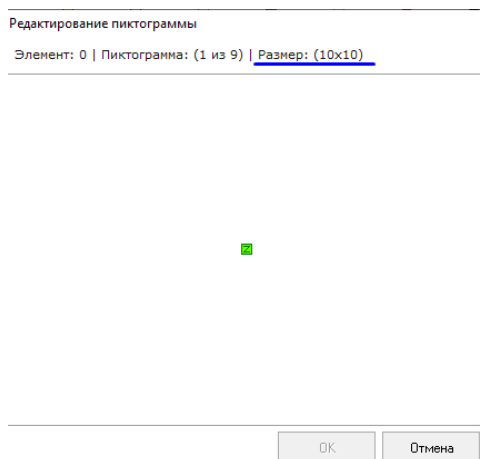 Редактирование пиктограммы
Элемент: 0 | Пиктограмма: (1 из 9) | Размер: (10x10)
Z
OK
Отмена